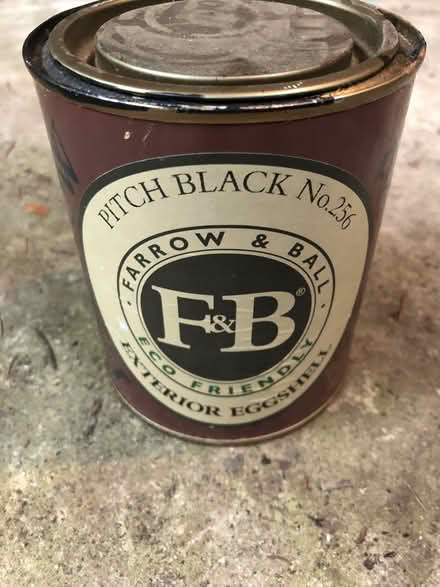 PITCH BLACK No.256
FARROW & BALL
F&B®
ECO FRIENDLY
EXTERIOR EGGSHELL